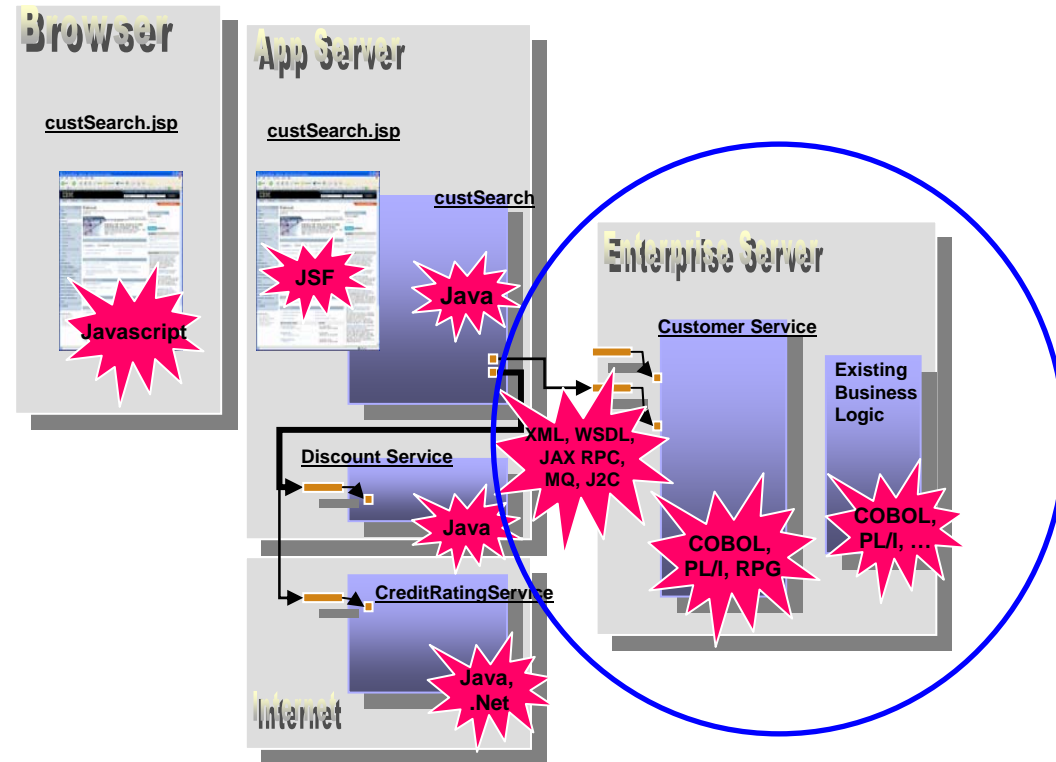 Browser
custSearch.jsp
Javascript
App Server
custSearch.jsp
custSearch
JSF
Java
Discount Service
Java
CreditRatingService
Java,
.Net
Internet
XML, WSDL,
JAX RPC,
MQ, J2C
Enterprise Server
Customer Service
COBOL,
PL/I, RPG
Existing
Business
Logic
COBOL,
PL/I, …